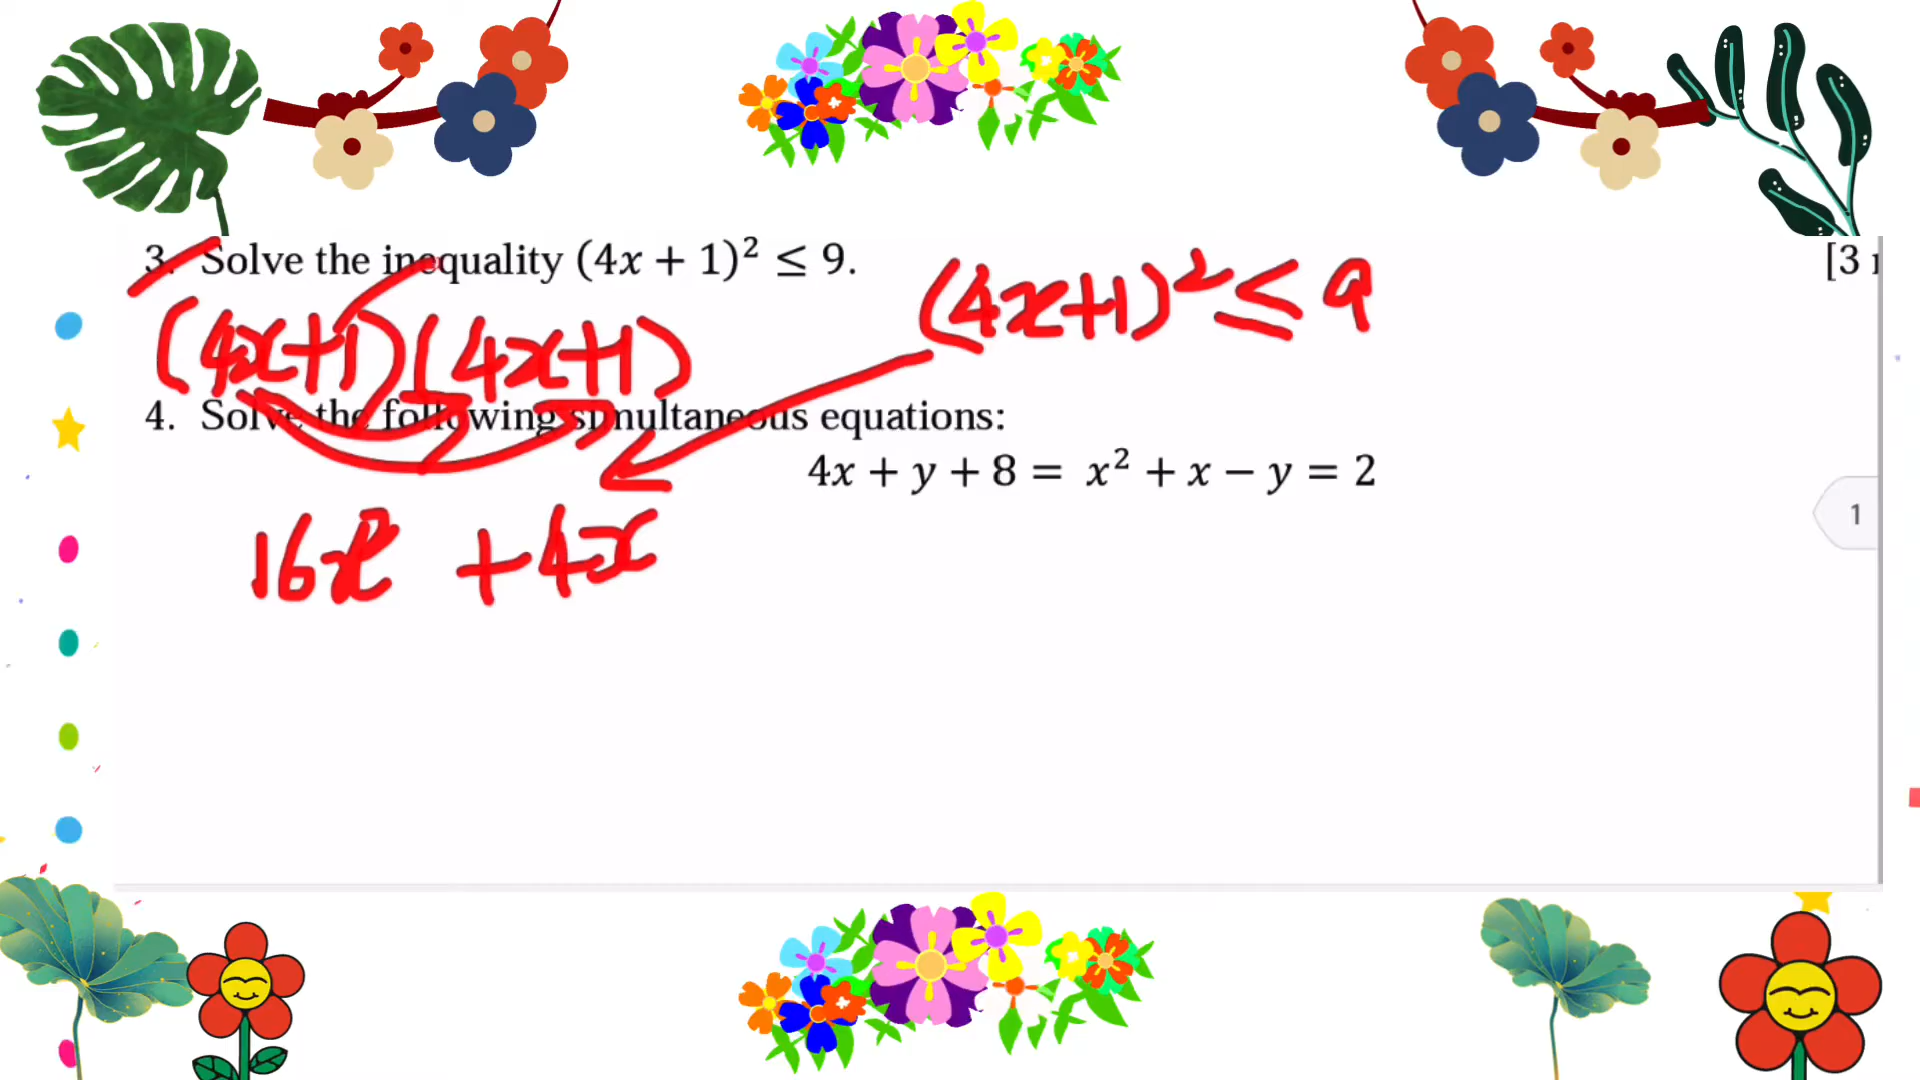 3. Solve the inequality (4x + 1)² ≤ 9.
[3
(4x+1)² ≤ 9
(4x+1)(4x+1)
4. Solve the following simultaneous equations:
4x + y + 8 = x² + x − y = 2
1
16x² +4x